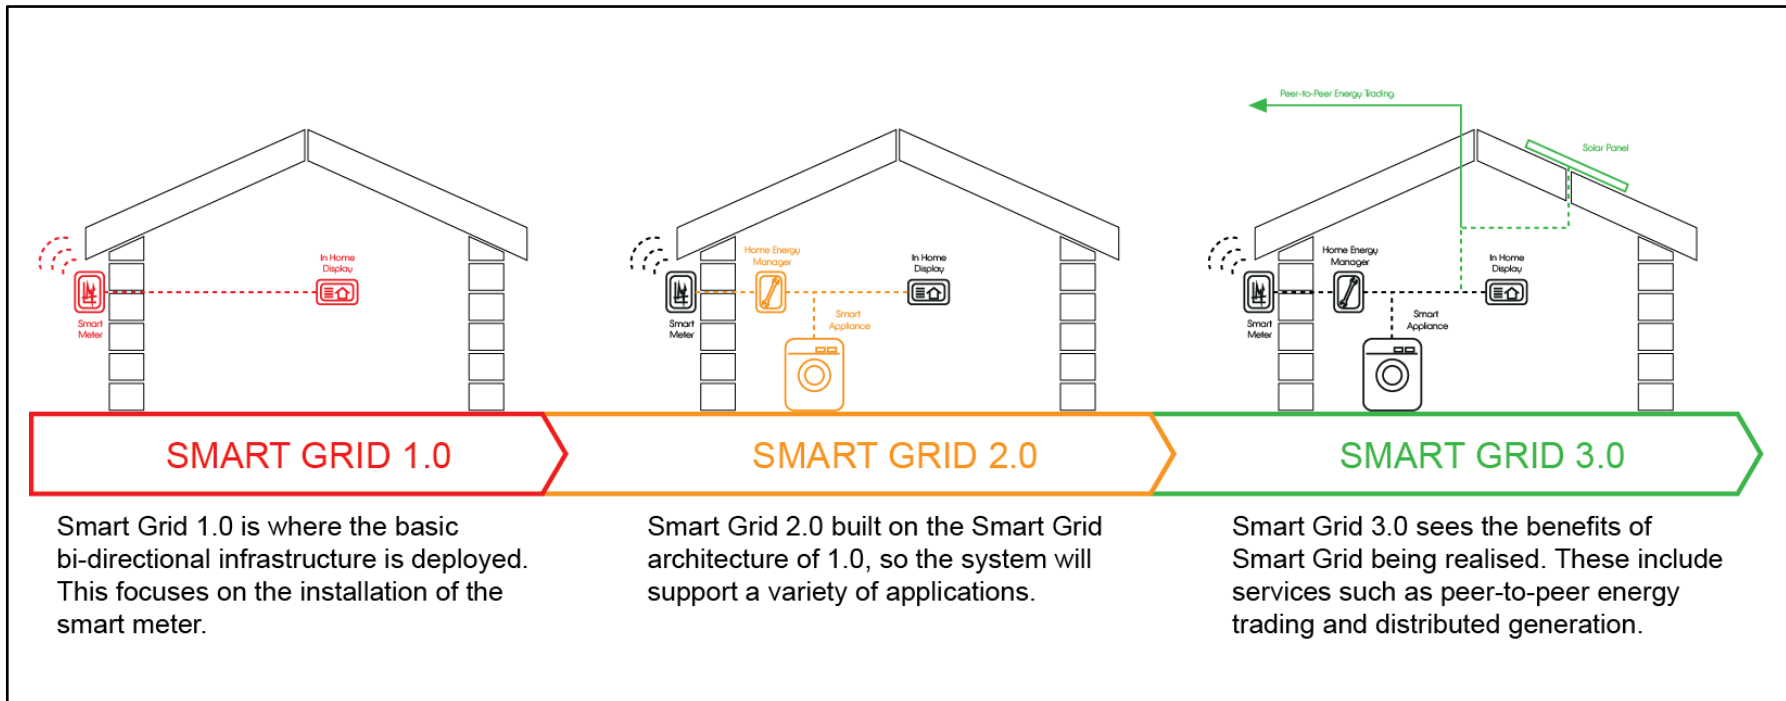 Peer-to-Peer Energy Trading
Solar Panel
In Home
Display
Smart
Meter
Home Energy
Manager
In Home
Display
Smart
Appliance
Smart
Meter
Home Energy
Manager
In Home
Display
Smart
Appliance
Smart
Meter
SMART GRID 1.0
SMART GRID 2.0
SMART GRID 3.0
Smart Grid 1.0 is where the basic
bi-directional infrastructure is deployed.
This focuses on the installation of the
smart meter.
Smart Grid 2.0 built on the Smart Grid
architecture of 1.0, so the system will
support a variety of applications.
Smart Grid 3.0 sees the benefits of
Smart Grid being realised. These include
services such as peer-to-peer energy
trading and distributed generation.